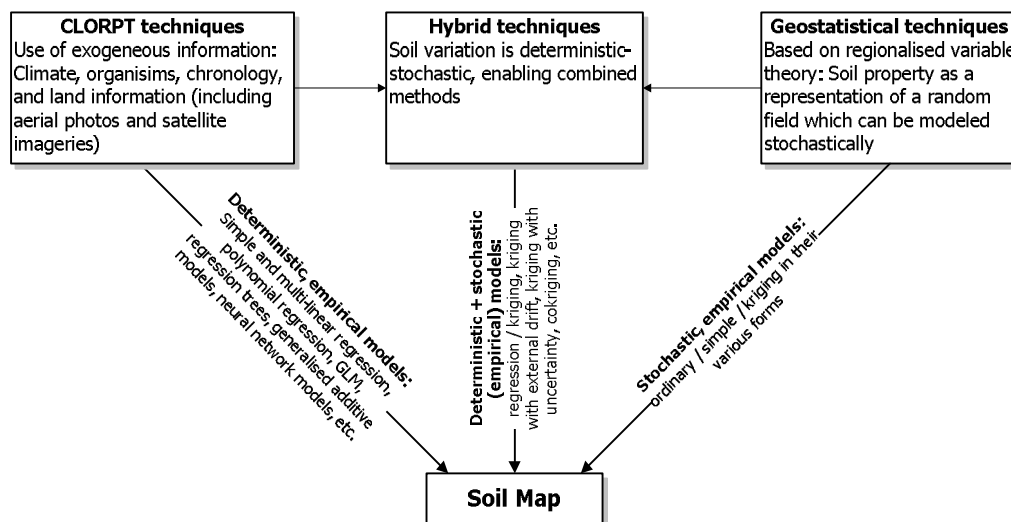 CLORPT techniques
Use of exogeneous information:
Climate, organisims, chronology,
and land information (including
aerial photos and satellite
imageries)
Hybrid techniques
Soil variation is deterministic-
stochastic, enabling combined
methods
Geostatistical techniques
Based on regionalised variable
theory: Soil property as a
representation of a random
field which can be modeled
stochastically
Deterministic, empirical models:
Simple and multi-linear regression,
polynomial regression, GLM,
regression trees, generalised additive
models, neural network models, etc.
Deterministic + stochastic
(empirical) models:
regression / kriging, kriging
with external drift, kriging with
uncertainty, cokriging, etc.
Stochastic, empirical models:
ordinary / simple / kriging in their
various forms
Soil Map